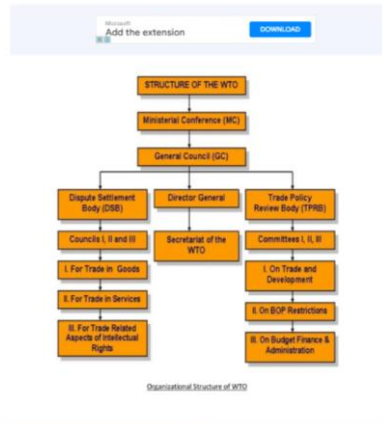 Microsoft
Add the extension
DOWNLOAD
STRUCTURE OF THE WTO
Ministerial Conference (MC)
General Council (GC)
Dispute Settlement
Body (DSB)
Director General
Trade Policy
Review Body (TPRB)
Councils I, II and III
Secretariat of the
WTO
Committees I, II, III
I. For Trade in Goods
I. On Trade and
Development
II. For Trade in Services
II. On BOP Restrictions
III. For Trade Related
Aspects of Intellectual
Rights
III. On Budget Finance &
Administration
Organizational Structure of WTO